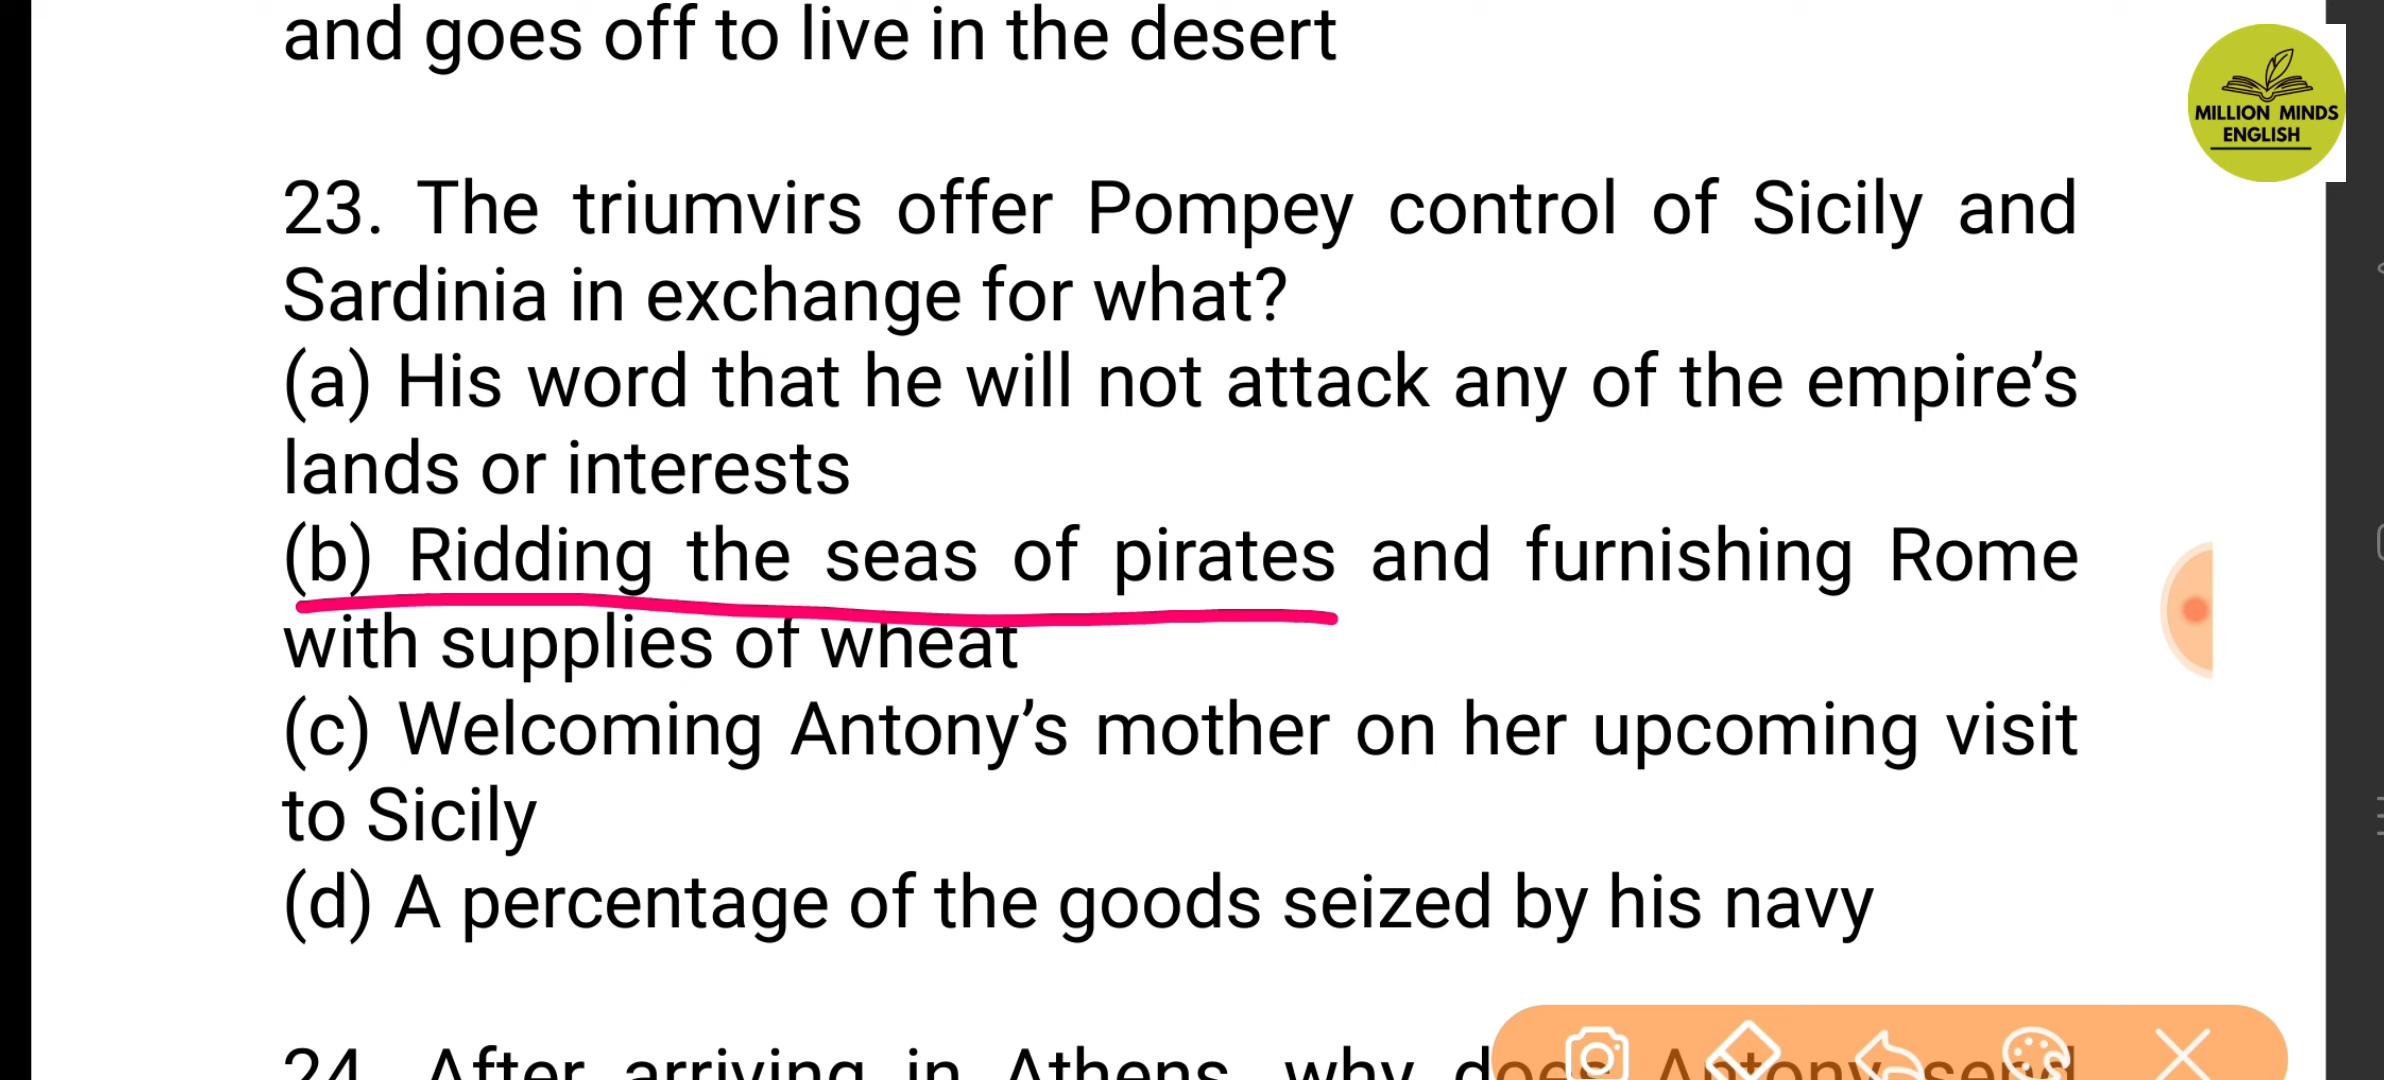 and goes off to live in the desert
MILLION MINDS
ENGLISH
23. The triumvirs offer Pompey control of Sicily and
Sardinia in exchange for what?
(a) His word that he will not attack any of the empire’s
lands or interests
(b) Ridding the seas of pirates and furnishing Rome
with supplies of wheat
(c) Welcoming Antony’s mother on her upcoming visit
to Sicily
(d) A percentage of the goods seized by his navy
24. After arriving in Athens, why does Antony send